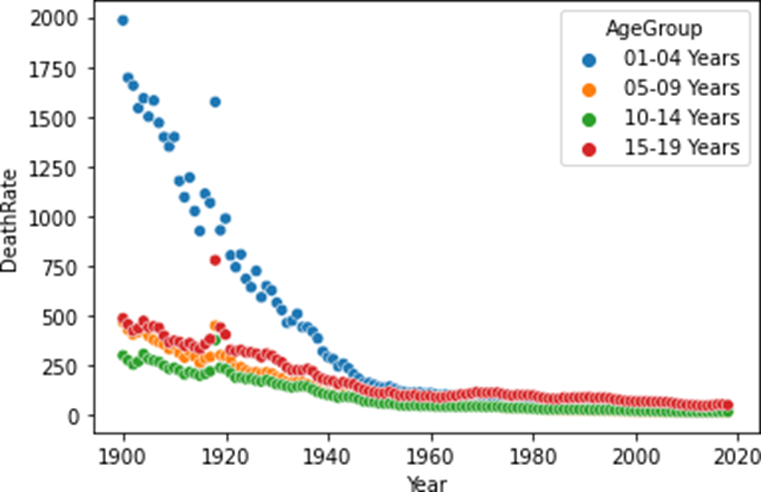 2000
1750
1500
1250
1000
750
500
250
0
DeathRate
AgeGroup
01-04 Years
05-09 Years
10-14 Years
15-19 Years
1900
1920
1940
1960
1980
2000
2020
Year